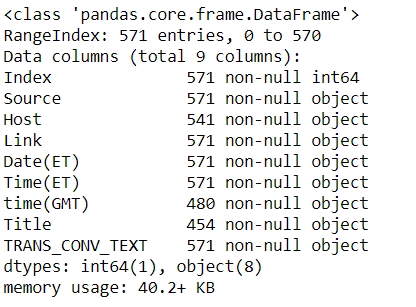 <class 'pandas.core.frame.DataFrame'>
RangeIndex: 571 entries, 0 to 570
Data columns (total 9 columns):
Index              571 non-null int64
Source             571 non-null object
Host               541 non-null object
Link               571 non-null object
Date(ET)           571 non-null object
Time(ET)           571 non-null object
time(GMT)          480 non-null object
Title              454 non-null object
TRANS_CONV_TEXT    571 non-null object
dtypes: int64(1), object(8)
memory usage: 40.2+ KB